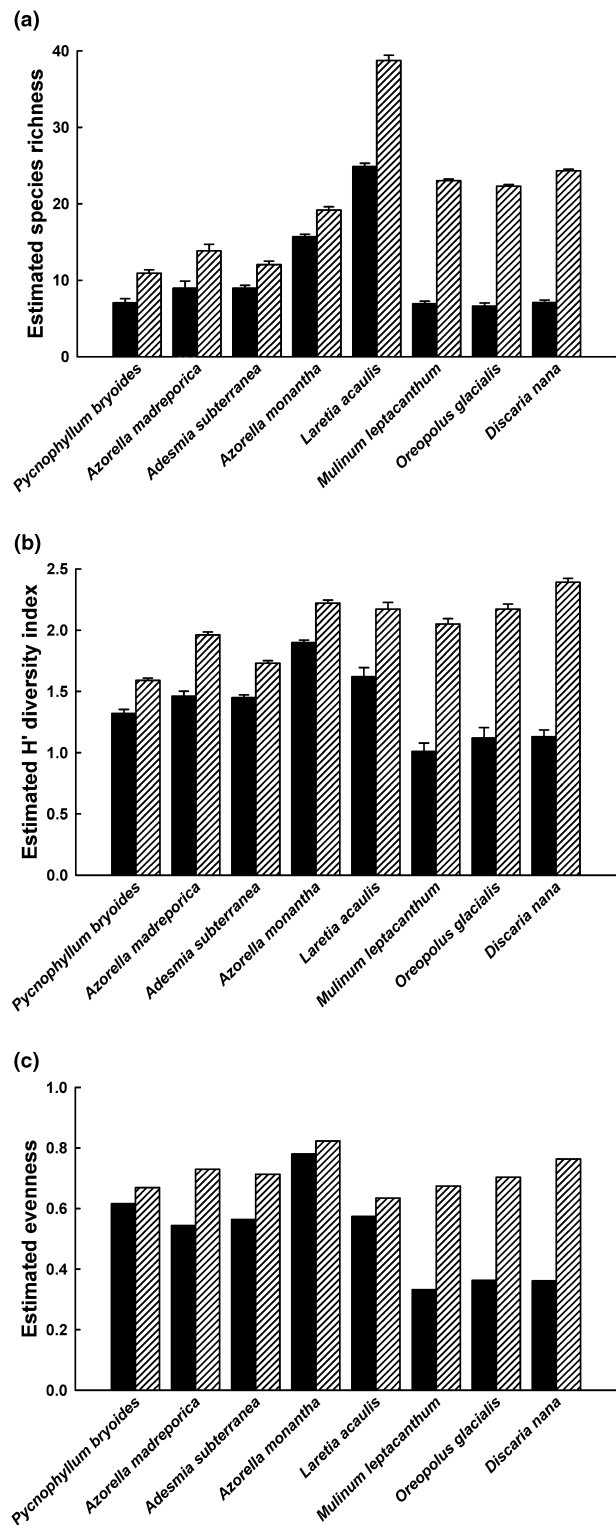 (a)
Estimated species richness
40
30
20
10
0
Pycnophyllum bryoides
Azorella madreporica
Adesmia subterranea
Azorella monantha
Laretia acaulis
Mulinum leptacanthum
Oreopolus glacialis
Discaria nana
(b)
Estimated H' diversity index
2.5
2.0
1.5
1.0
0.5
0.0
Pycnophyllum bryoides
Azorella madreporica
Adesmia subterranea
Azorella monantha
Laretia acaulis
Mulinum leptacanthum
Oreopolus glacialis
Discaria nana
(c)
Estimated evenness
1.0
0.8
0.6
0.4
0.2
0.0
Pycnophyllum bryoides
Azorella madreporica
Adesmia subterranea
Azorella monantha
Laretia acaulis
Mulinum leptacanthum
Oreopolus glacialis
Discaria nana